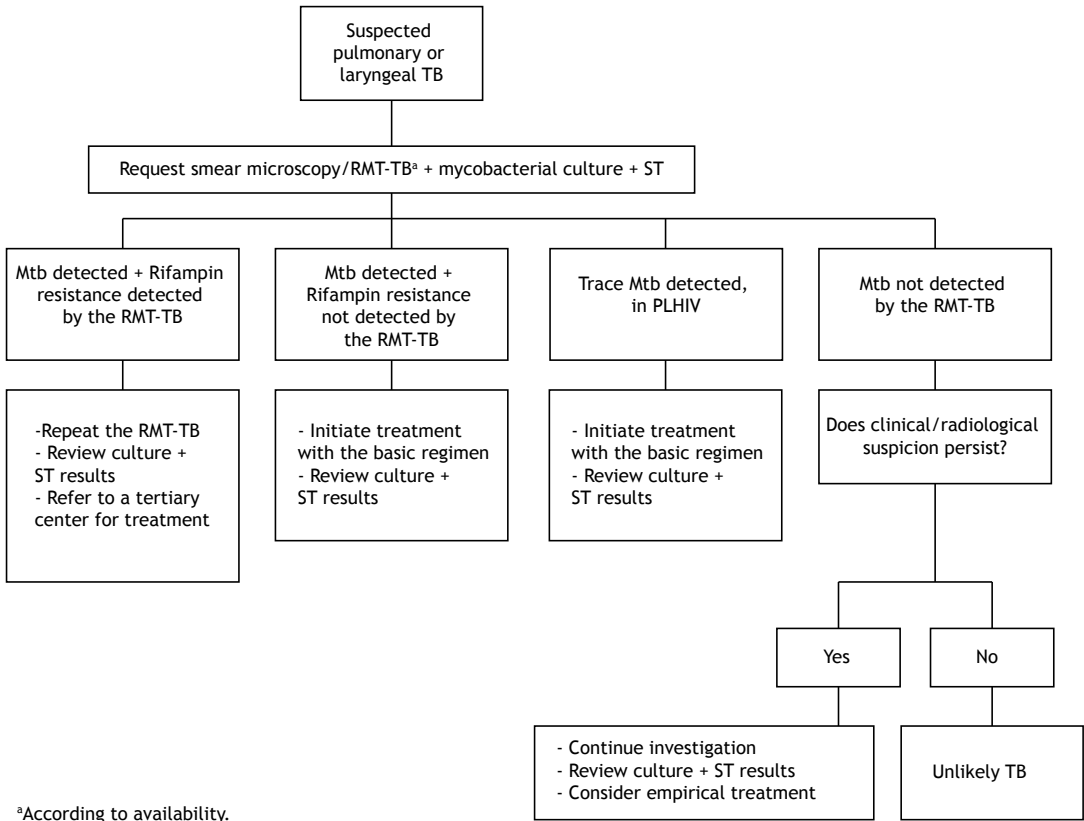 Suspected
pulmonary or
laryngeal TB
Request smear microscopy/RMT-TBᵃ + mycobacterial culture + ST
Mtb detected + Rifampin
resistance detected
by the RMT-TB
Mtb detected +
Rifampin resistance
not detected by
the RMT-TB
Trace Mtb detected,
in PLHIV
Mtb not detected
by the RMT-TB
-Repeat the RMT-TB
- Review culture +
ST results
- Refer to a tertiary
center for treatment
- Initiate treatment
with the basic regimen
- Review culture +
ST results
- Initiate treatment
with the basic regimen
- Review culture +
ST results
Does clinical/radiological
suspicion persist?
Yes
No
- Continue investigation
- Review culture + ST results
- Consider empirical treatment
Unlikely TB
ᵃAccording to availability.